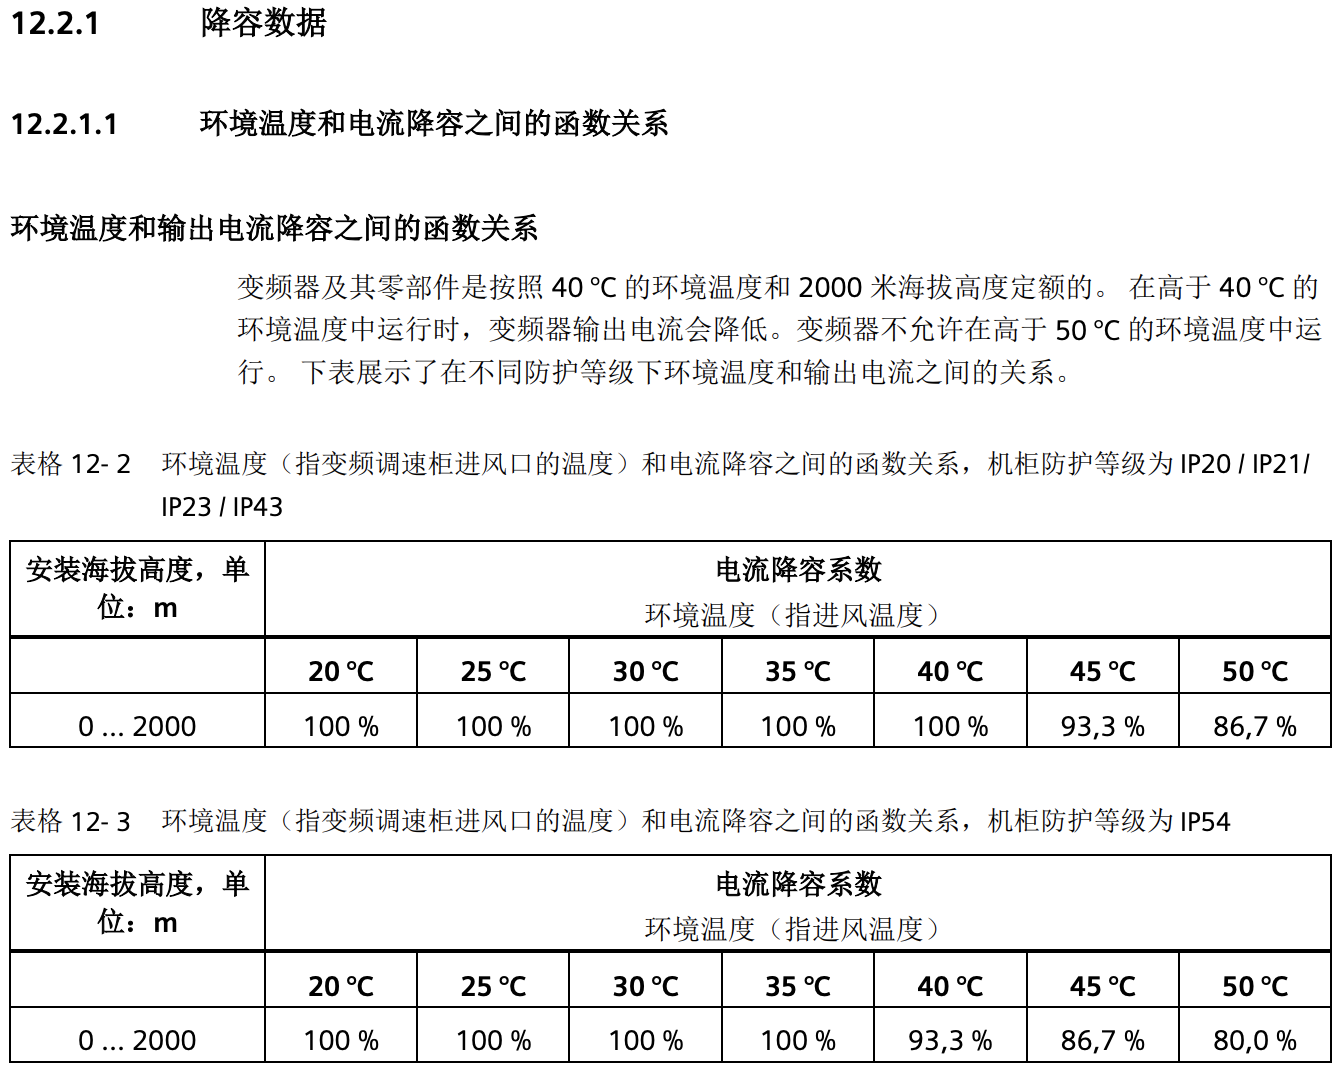 12.2.1 降容数据
12.2.1.1 环境温度和电流降容之间的函数关系
环境温度和输出电流降容之间的函数关系
变频器及其零部件是按照 40 °C 的环境温度和 2000 米海拔高度定额的。 在高于 40 °C 的
环境温度中运行时，变频器输出电流会降低。变频器不允许在高于 50 °C 的环境温度中运
行。 下表展示了在不同防护等级下环境温度和输出电流之间的关系。
表格 12- 2 环境温度（指变频调速柜进风口的温度）和电流降容之间的函数关系，机柜防护等级为 IP20 / IP21/
IP23 / IP43
安装海拔高度，单
位：m
电流降容系数
环境温度（指进风温度）
20 °C 25 °C 30 °C 35 °C 40 °C 45 °C 50 °C
0 ... 2000 100 % 100 % 100 % 100 % 100 % 93,3 % 86,7 %
表格 12- 3 环境温度（指变频调速柜进风口的温度）和电流降容之间的函数关系，机柜防护等级为 IP54
安装海拔高度，单
位：m
电流降容系数
环境温度（指进风温度）
20 °C 25 °C 30 °C 35 °C 40 °C 45 °C 50 °C
0 ... 2000 100 % 100 % 100 % 100 % 93,3 % 86,7 % 80,0 %